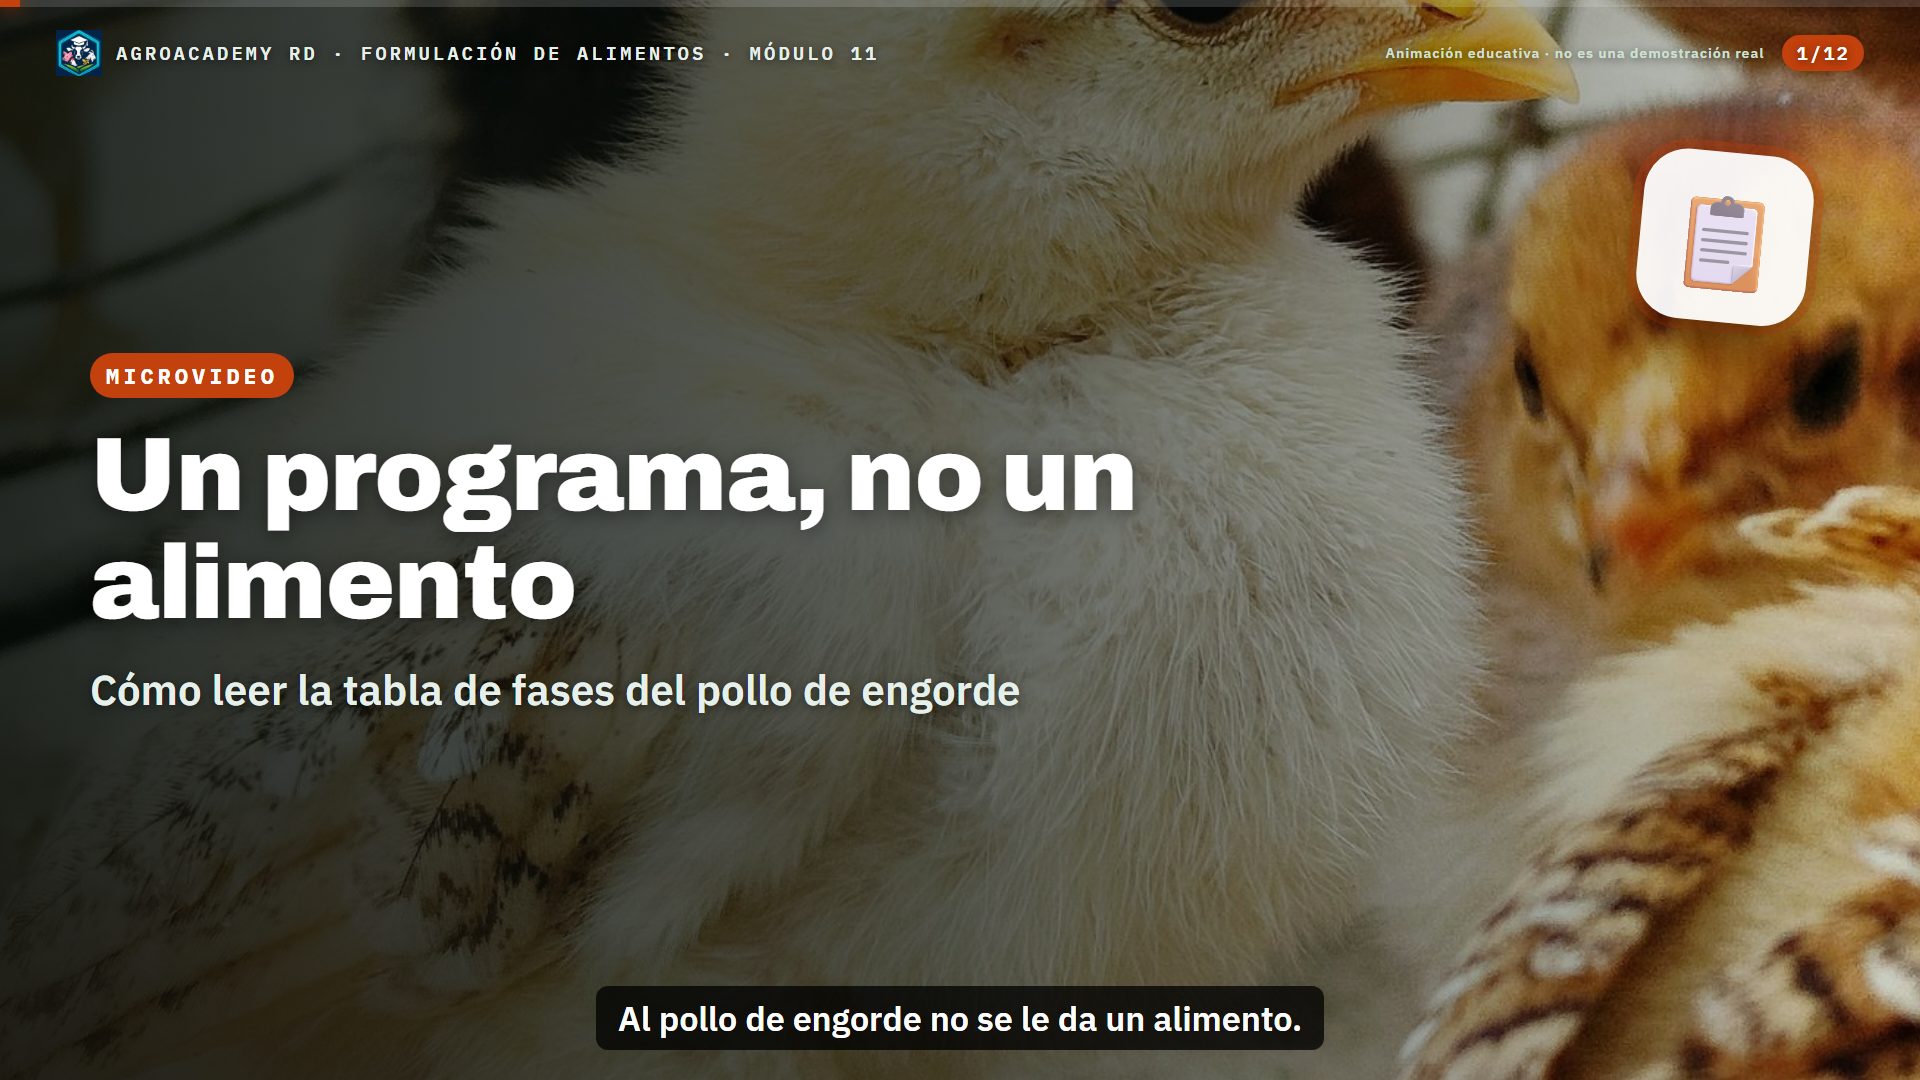 AGROACADEMY RD · FORMULACIÓN DE ALIMENTOS · MÓDULO 11
Animación educativa · no es una demostración real
1/12
MICROVIDEO
Un programa, no un
alimento
Cómo leer la tabla de fases del pollo de engorde
Al pollo de engorde no se le da un alimento.